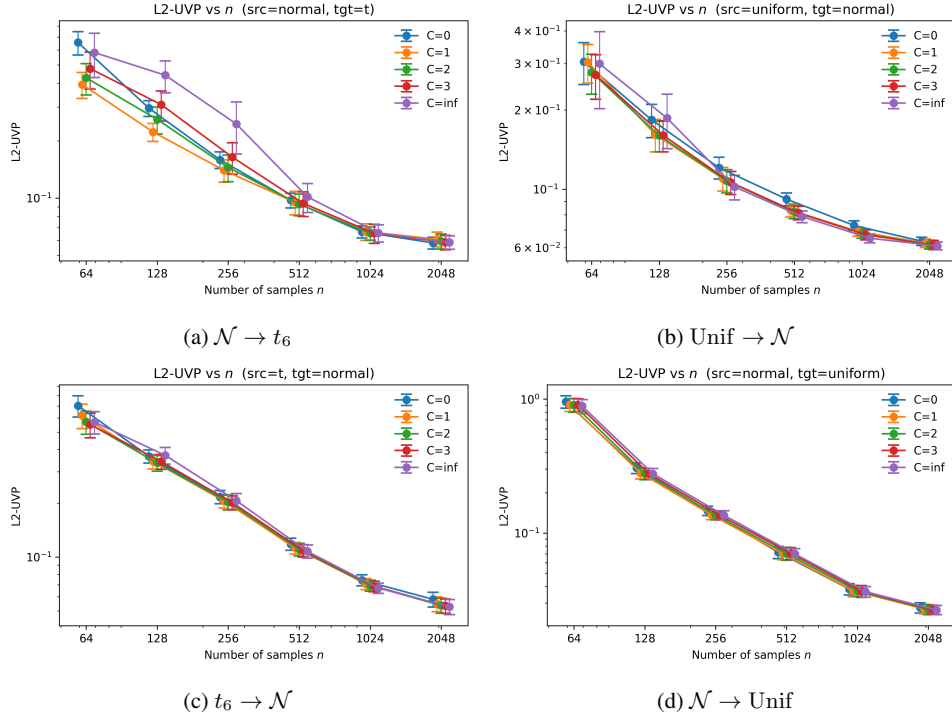 L2-UVP vs n (src=normal, tgt=t)
L2-UVP
10⁻¹
C=0
C=1
C=2
C=3
C=inf
64 128 256 512 1024 2048
Number of samples n
(a) 𝒩 → t₆
L2-UVP vs n (src=uniform, tgt=normal)
L2-UVP
4 × 10⁻¹
3 × 10⁻¹
2 × 10⁻¹
10⁻¹
6 × 10⁻²
C=0
C=1
C=2
C=3
C=inf
64 128 256 512 1024 2048
Number of samples n
(b) Unif → 𝒩
L2-UVP vs n (src=t, tgt=normal)
L2-UVP
10⁻¹
C=0
C=1
C=2
C=3
C=inf
64 128 256 512 1024 2048
Number of samples n
(c) t₆ → 𝒩
L2-UVP vs n (src=normal, tgt=uniform)
L2-UVP
10⁰
10⁻¹
C=0
C=1
C=2
C=3
C=inf
64 128 256 512 1024 2048
Number of samples n
(d) 𝒩 → Unif